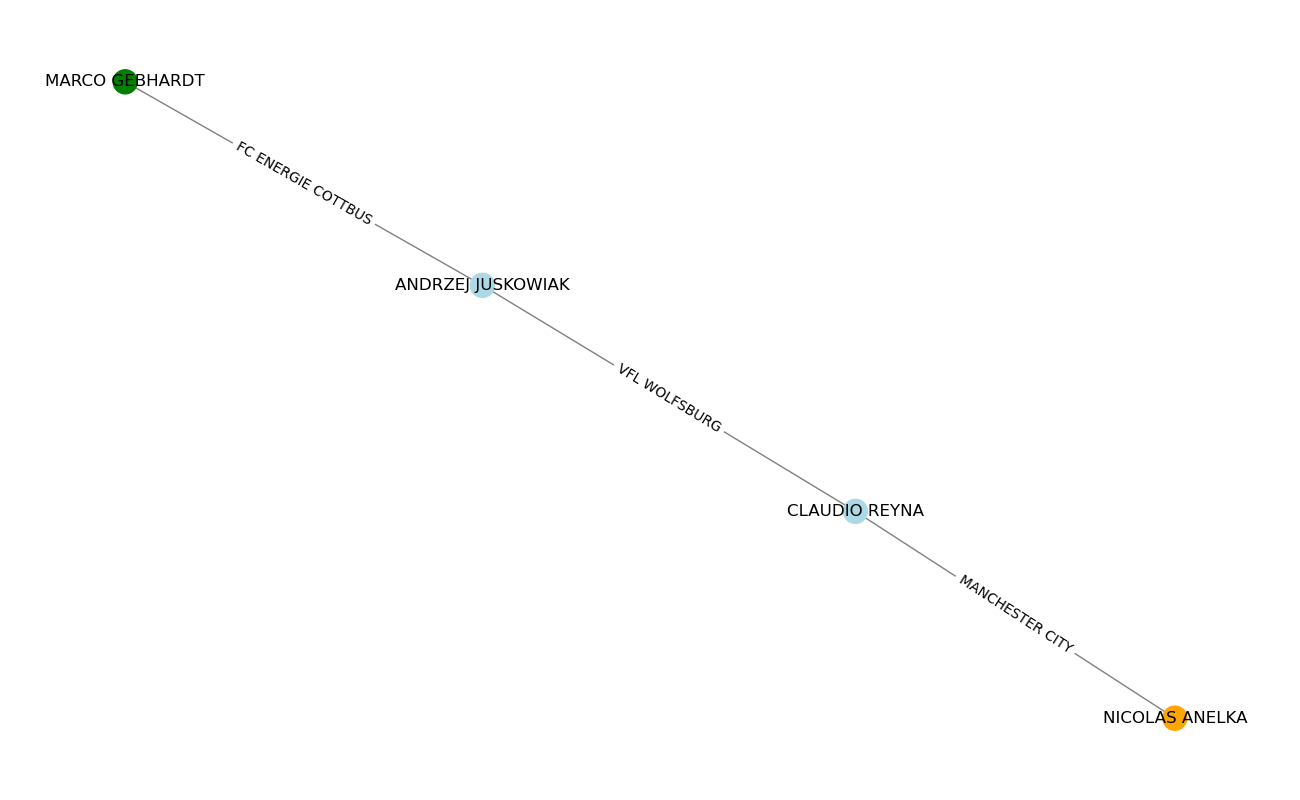 MARCO GEBHARDT
FC ENERGIE COTTBUS
ANDRZEJ JUSKOWIAK
VFL WOLFSBURG
CLAUDIO REYNA
MANCHESTER CITY
NICOLAS ANELKA